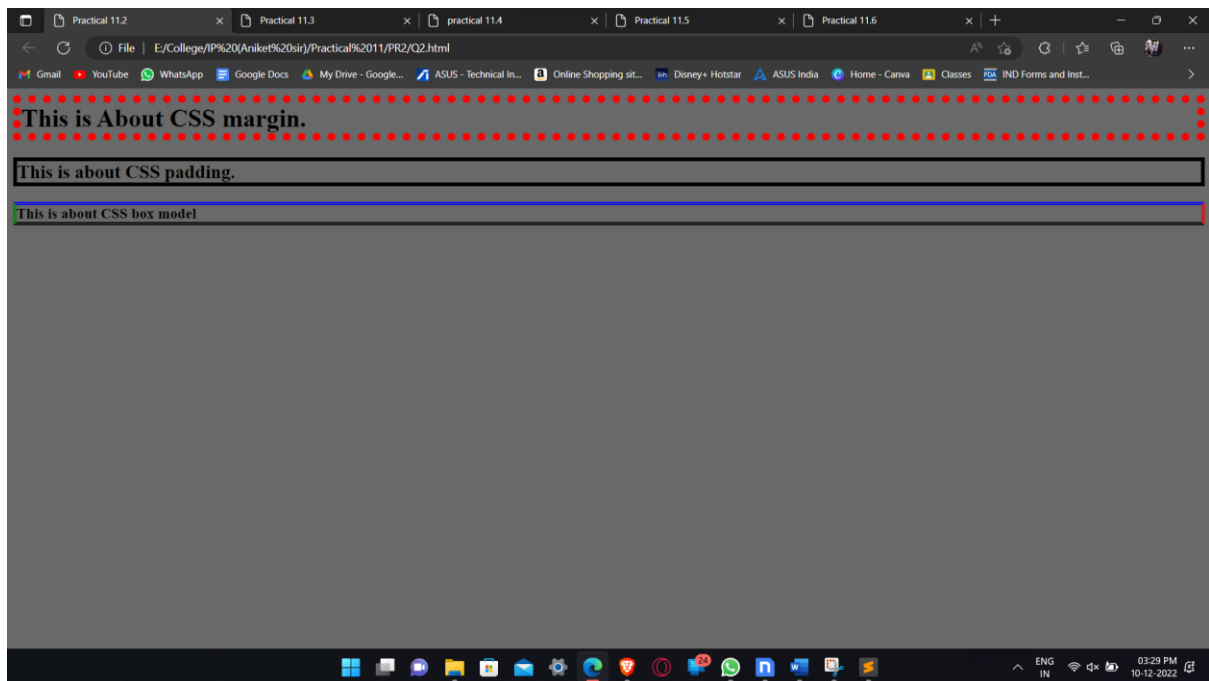 Practical 11.2 Practical 11.3 practical 11.4 Practical 11.5 Practical 11.6
File E:/College/IP%20(Aniket%20sir)/Practical%2011/PR2/Q2.html
Gmail YouTube WhatsApp Google Docs My Drive - Google... ASUS - Technical In... Online Shopping sit... Disney+ Hotstar ASUS India Home - Canva Classes IND Forms and Inst...
This is About CSS margin.
This is about CSS padding.
This is about CSS box model
24 ENG 03:29 PM
IN 10-12-2022